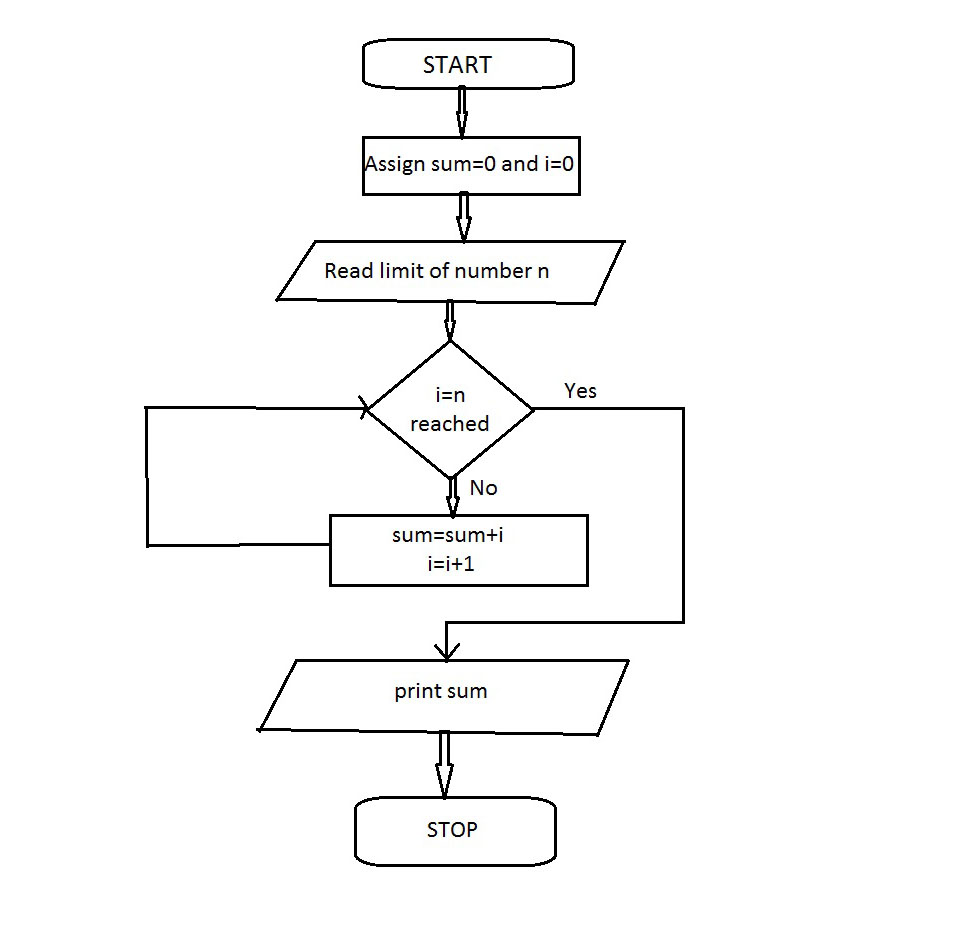 START
Assign sum=0 and i=0
Read limit of number n
i=n
reached
Yes
No
sum=sum+i
i=i+1
print sum
STOP